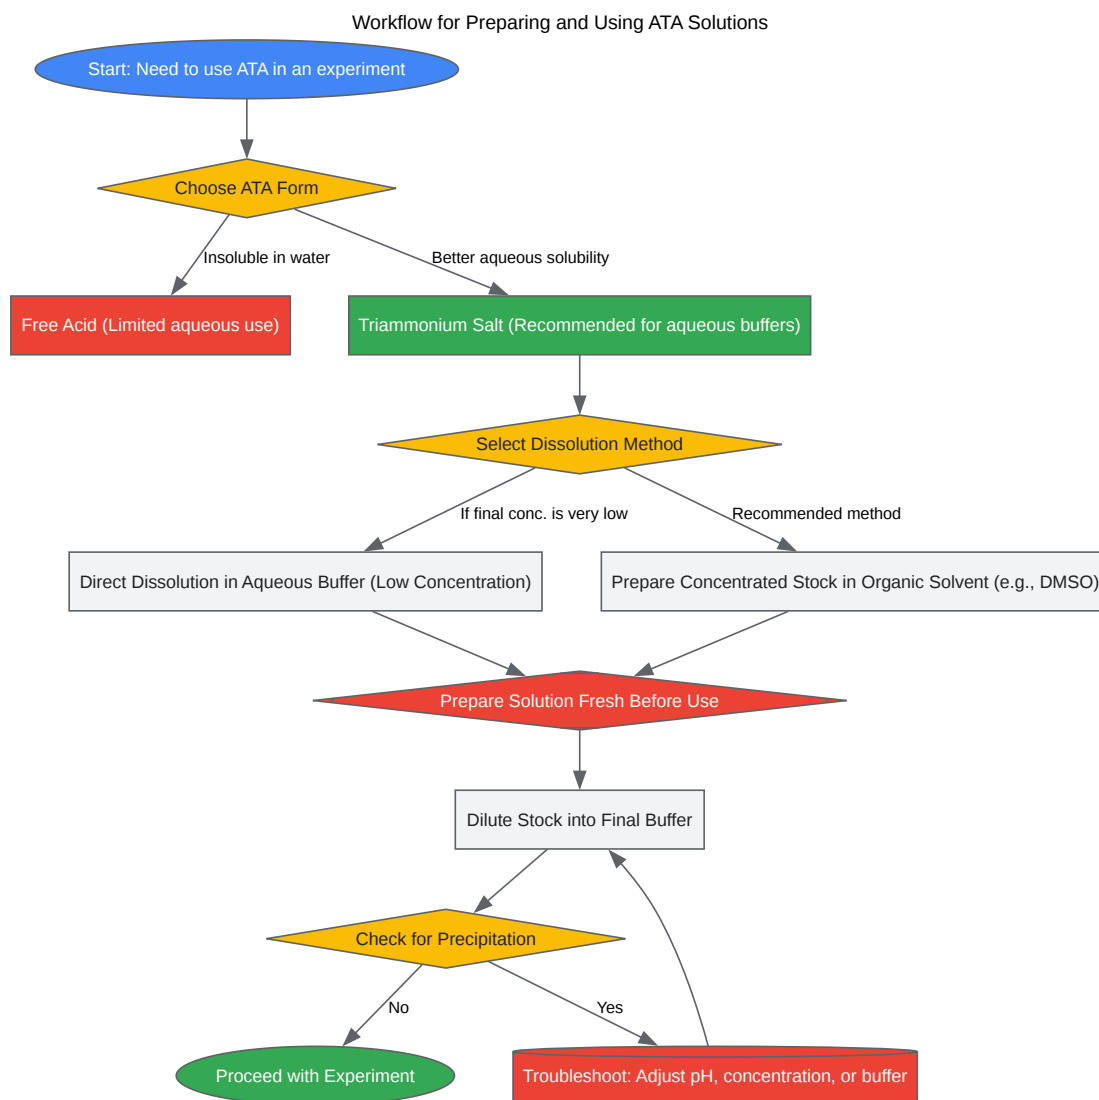 Workflow for Preparing and Using ATA Solutions
Start: Need to use ATA in an experiment
Choose ATA Form
Insoluble in water
Better aqueous solubility
Free Acid (Limited aqueous use)
Triammonium Salt (Recommended for aqueous buffers)
Select Dissolution Method
If final conc. is very low
Recommended method
Direct Dissolution in Aqueous Buffer (Low Concentration)
Prepare Concentrated Stock in Organic Solvent (e.g., DMSO)
Prepare Solution Fresh Before Use
Dilute Stock into Final Buffer
Check for Precipitation
No
Yes
Proceed with Experiment
Troubleshoot: Adjust pH, concentration, or buffer